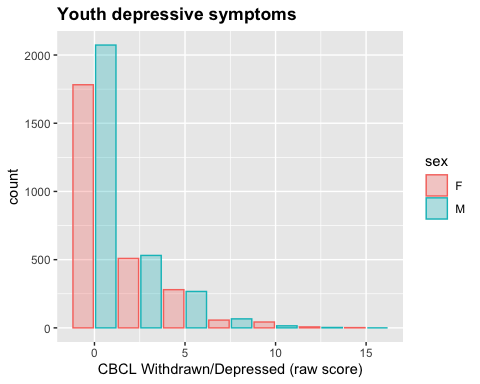 Youth depressive symptoms
2000
1500
1000
500
0
count
0 5 10 15
CBCL Withdrawn/Depressed (raw score)
sex
F
M